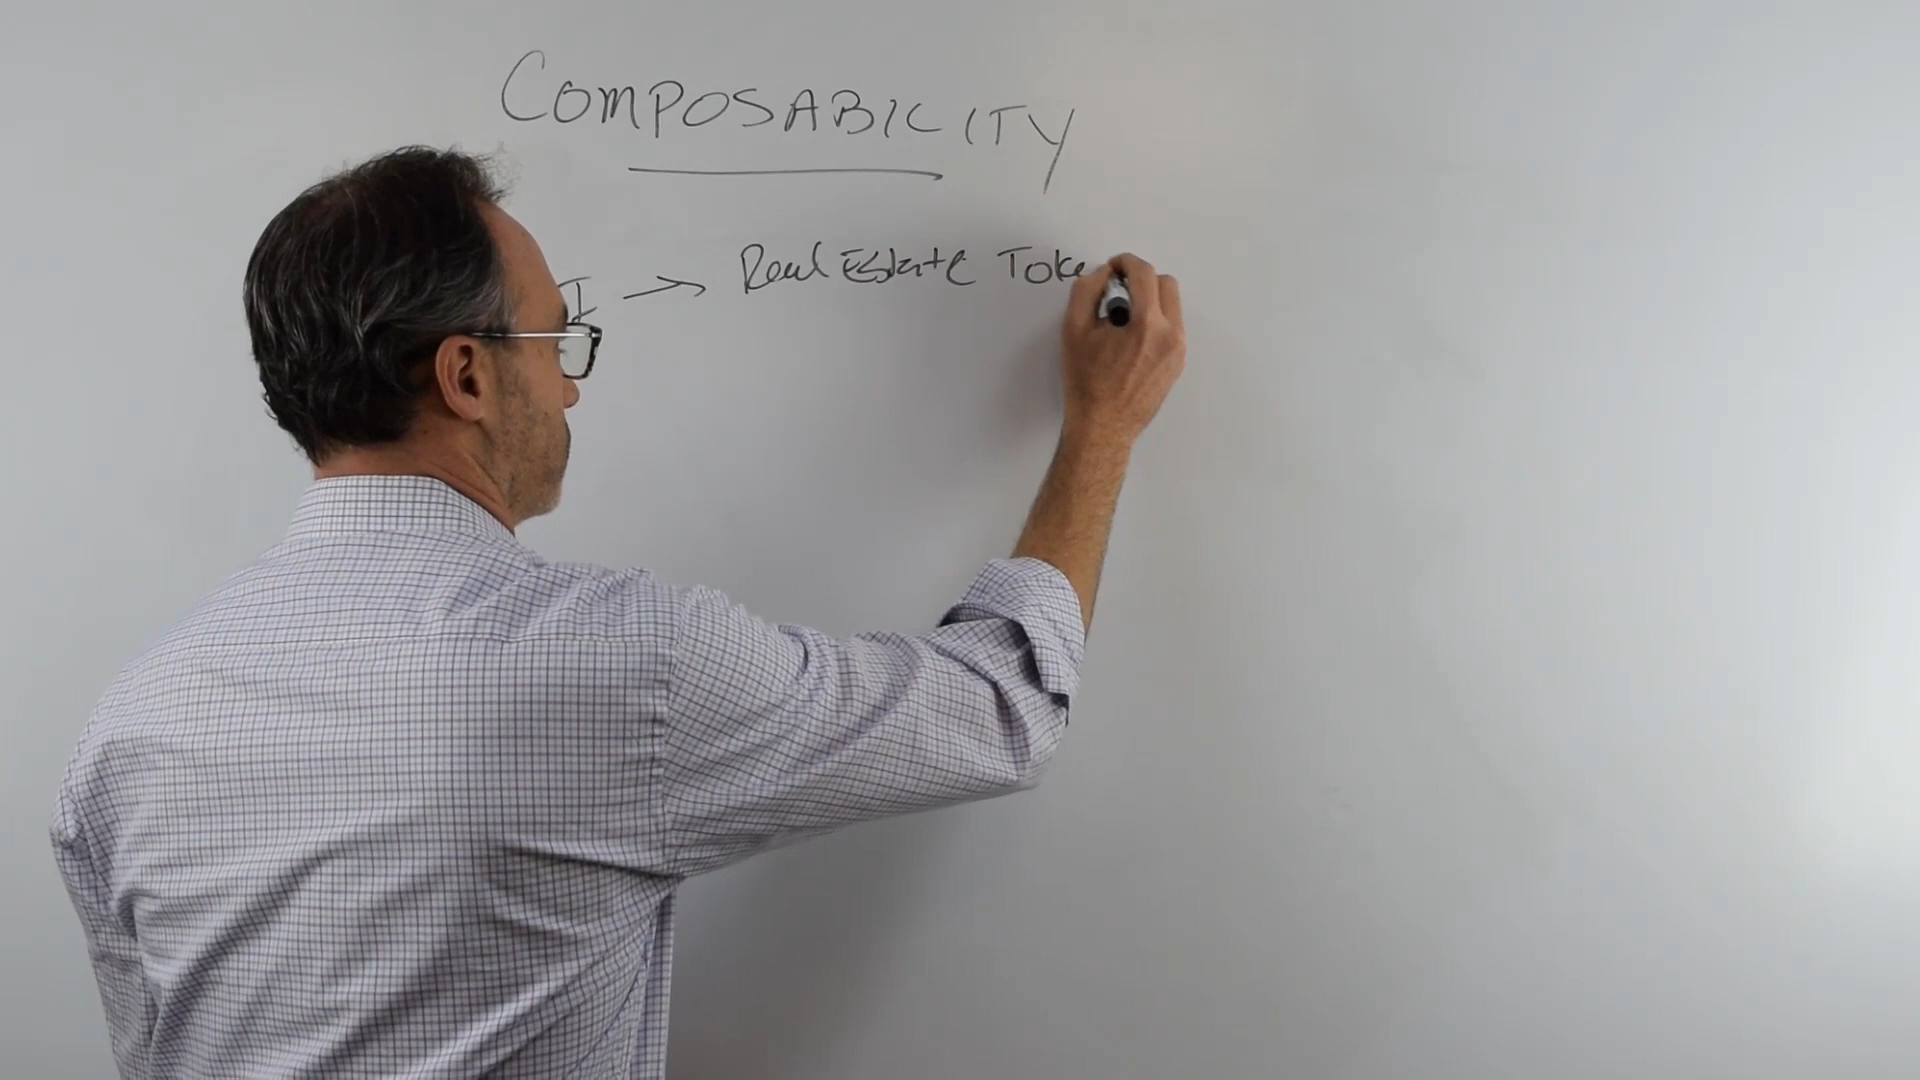 COMPOSABILITY
I → Real Estate Toke